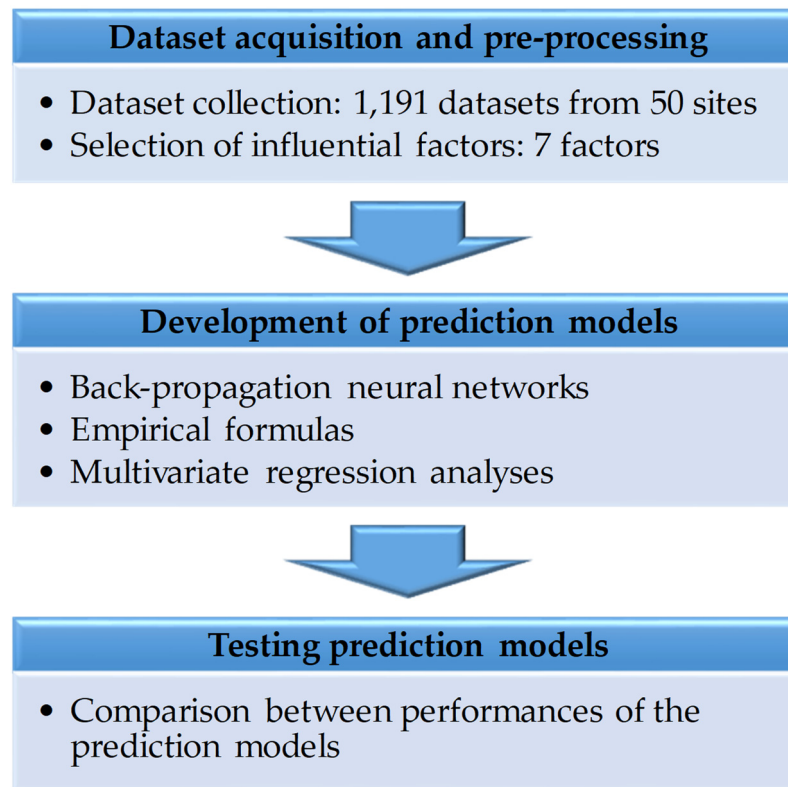 Dataset acquisition and pre-processing
• Dataset collection: 1,191 datasets from 50 sites
• Selection of influential factors: 7 factors
Development of prediction models
• Back-propagation neural networks
• Empirical formulas
• Multivariate regression analyses
Testing prediction models
• Comparison between performances of the
prediction models